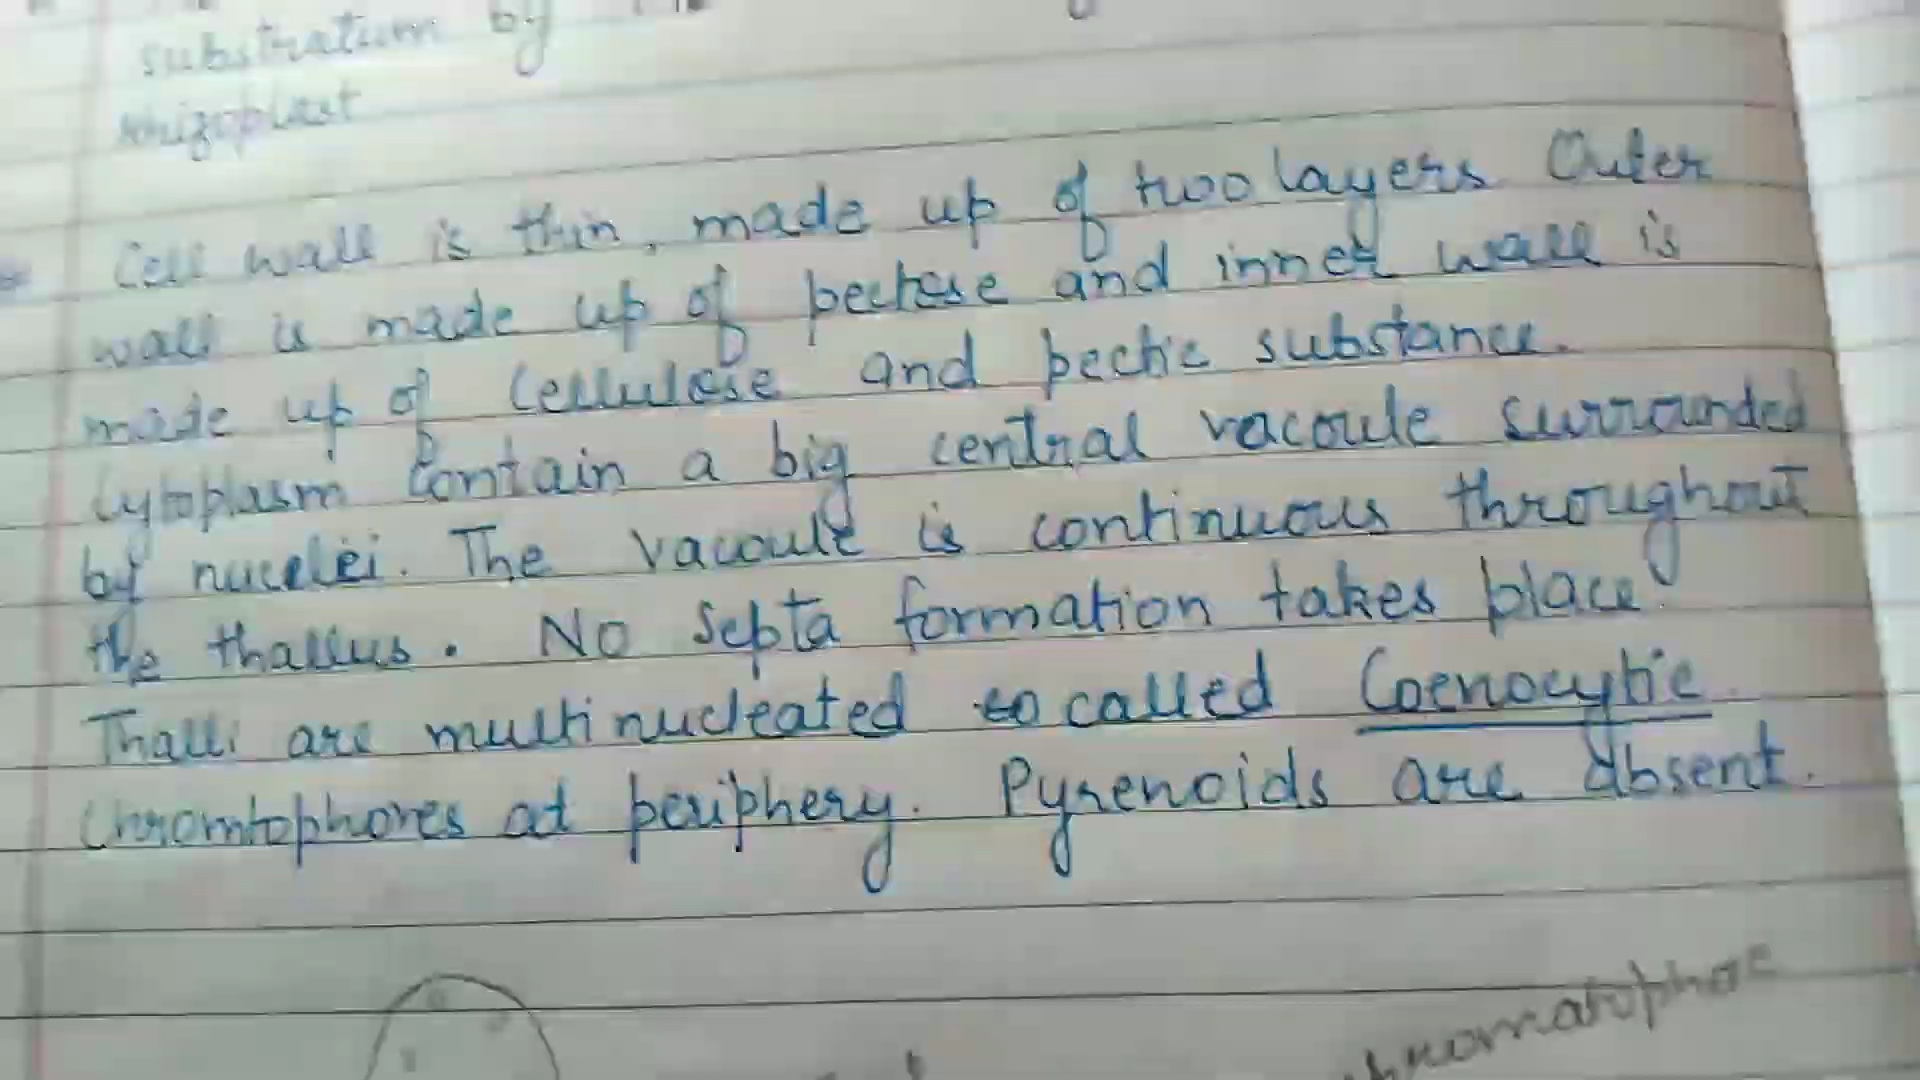 substratum by
rhizoplast
Cell wall is thin, made up of two layers Outer
wall is made up of pectose and inner wall is
made up of cellulose and pectic substance.
Cytoplasm contain a big central vacoule surrounded
by nucelei. The vacoule is continuous throughout
the thallus. No septa formation takes place
Thalli are multinucleated so called Coenocytic
Chromtophores at periphery. Pyrenoids are absent.
chromatophore